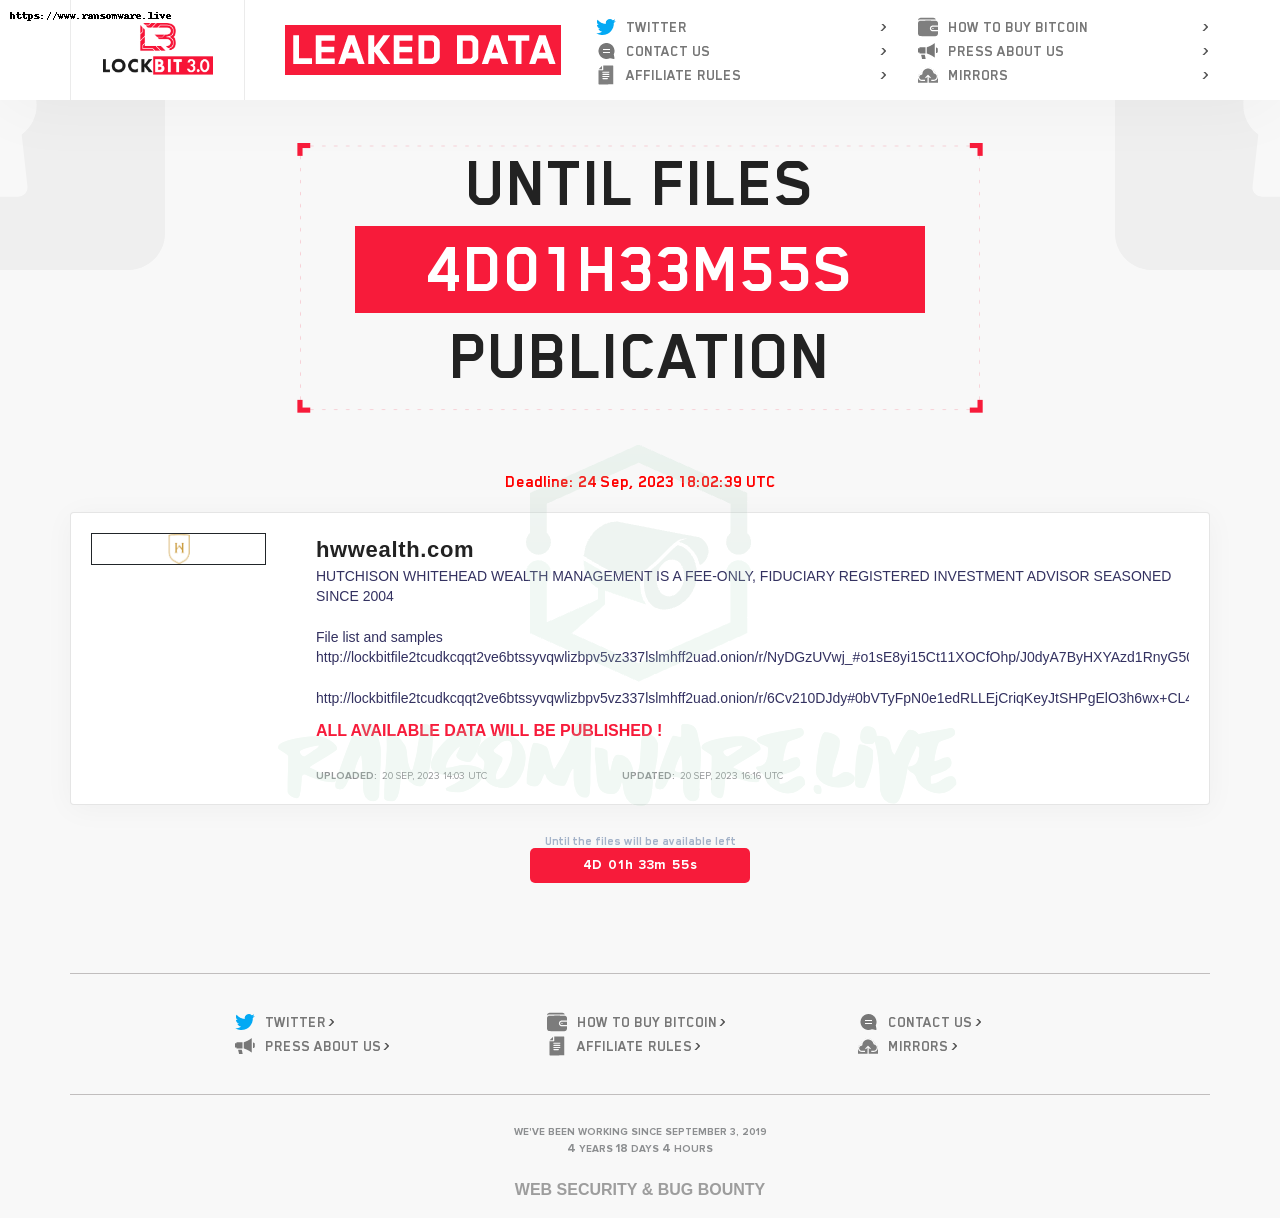 https://www.ransomware.live
LOCKBIT 3.0
LEAKED DATA
TWITTER
CONTACT US
AFFILIATE RULES
HOW TO BUY BITCOIN
PRESS ABOUT US
MIRRORS
UNTIL FILES
4D01H33M55S
PUBLICATION
Deadline: 24 Sep, 2023 18:02:39 UTC
hwwealth.com
HUTCHISON WHITEHEAD WEALTH MANAGEMENT IS A FEE-ONLY, FIDUCIARY REGISTERED INVESTMENT ADVISOR SEASONED
SINCE 2004
File list and samples
http://lockbitfile2tcudkcqqt2ve6btssyvqwlizbpv5vz337lslmhff2uad.onion/r/NyDGzUVwj_#o1sE8yi15Ct11XOCfOhp/J0dyA7ByHXYAzd1RnyG50
http://lockbitfile2tcudkcqqt2ve6btssyvqwlizbpv5vz337lslmhff2uad.onion/r/6Cv210DJdy#0bVTyFpN0e1edRLLEjCriqKeyJtSHPgElO3h6wx+CL4
ALL AVAILABLE DATA WILL BE PUBLISHED !
RANSOMWARE.LIVE
UPLOADED: 20 SEP, 2023 14:03 UTC
UPDATED: 20 SEP, 2023 16:16 UTC
Until the files will be available left
4D 01h 33m 55s
TWITTER
HOW TO BUY BITCOIN
CONTACT US
PRESS ABOUT US
AFFILIATE RULES
MIRRORS
WE'VE BEEN WORKING SINCE SEPTEMBER 3, 2019
4 YEARS 18 DAYS 4 HOURS
WEB SECURITY & BUG BOUNTY